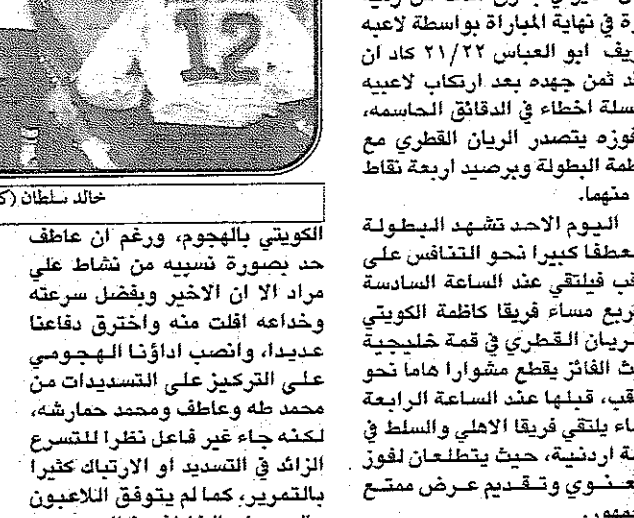 ة في نهاية المباراة بواسطة لاعبه
ريف ابو العباس ٢١/٢٢ كاد ان
ثمن جهده بعد ارتكاب لاعبيه
سلة اخطاء في الدقائق الحاسمه،
فوزه يتصدر الريان القطري مع
ظمة البطولة وبرصيد اربعة نقاط
منهما.
اليوم الاحد تشهد البطولة
عطفا كبيرا نحو التنافس على
قب فيلتقي عند الساعة السادسة
ربع مساء فريقا كاظمة الكويتي
ريان القطري في قمة خليجية
ث الفائز يقطع مشوارا هاما نحو
قب، قبلها عند الساعة الرابعة
ماء يلتقي فريقا الاهلي والسلط في
ة اردنية، حيث يتطلعان لفوز
عنوي وتقديم عرض ممتع
مهور.
12
خالد سلطان (ك
الكويتي بالهجوم، ورغم ان عاطف
حد بصورة نسبيه من نشاط علي
مراد الا ان الاخير وبفضل سرعته
وخداعه افلت منه واخترق دفاعنا
عديدا، وانصب اداؤنا الهجومي
على التركيز على التسديدات من
محمد طه وعاطف ومحمد حمارشه،
لكنه جاء غير فاعل نظرا للتسرع
الزائد في التسديد او الارتباك كثيرا
بالتمرير، كما لم يتوفق اللاعبون